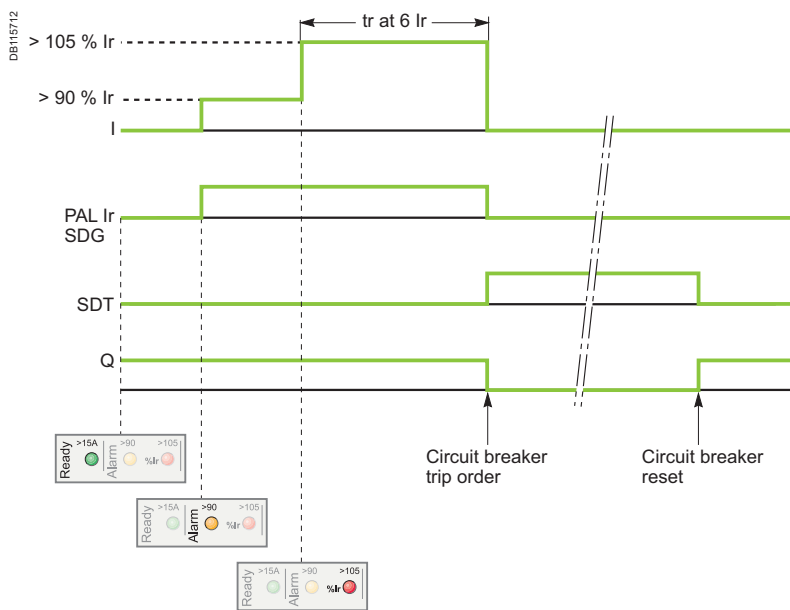 DB115712
tr at 6 Ir
> 105 % Ir
> 90 % Ir
I
PAL Ir
SDG
SDT
Q
Circuit breaker
trip order
Circuit breaker
reset
Ready
>15A
Alarm
>90
%Ir
>105
Ready
>15A
Alarm
>90
%Ir
>105
Ready
>15A
Alarm
>90
%Ir
>105